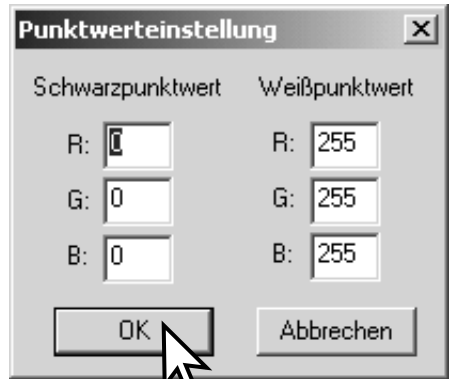 Punktwerteinstellung
Schwarzpunktwert Weißpunktwert
R: 0 R: 255
G: 0 G: 255
B: 0 B: 255
OK Abbrechen